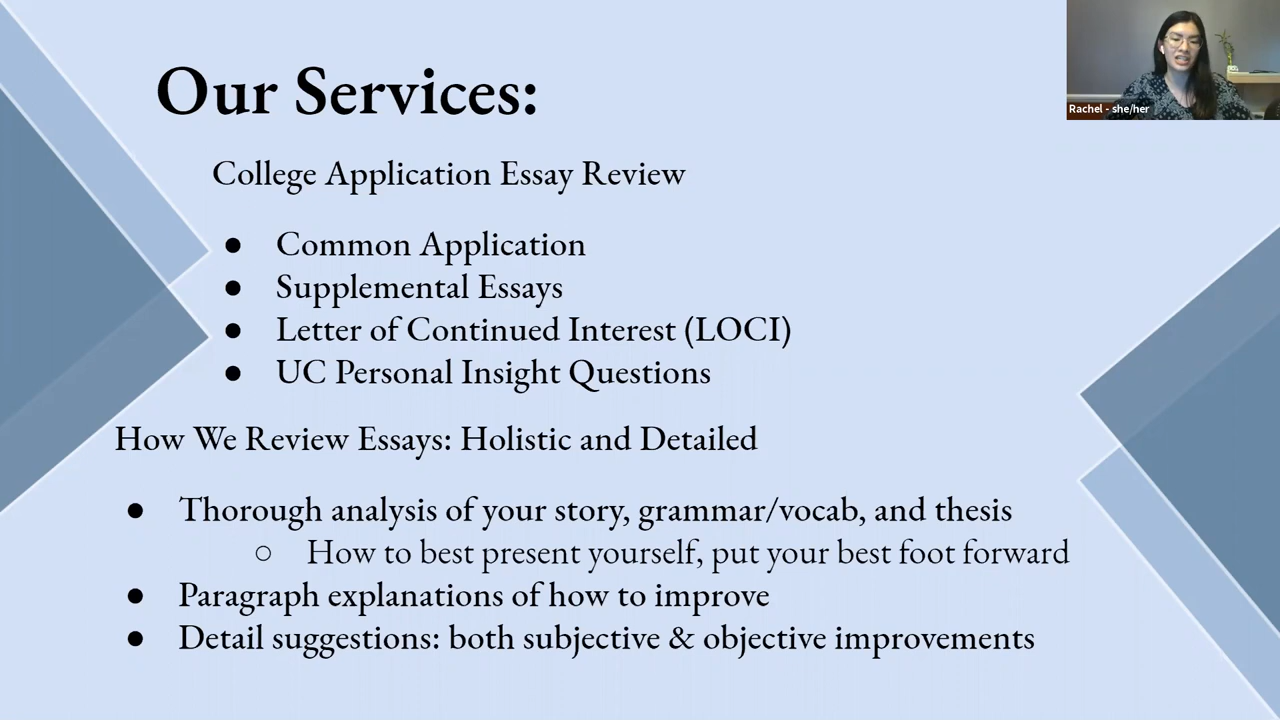 Our Services:
Rachel - she/her
College Application Essay Review
● Common Application
● Supplemental Essays
● Letter of Continued Interest (LOCI)
● UC Personal Insight Questions
How We Review Essays: Holistic and Detailed
● Thorough analysis of your story, grammar/vocab, and thesis
○ How to best present yourself, put your best foot forward
● Paragraph explanations of how to improve
● Detail suggestions: both subjective & objective improvements